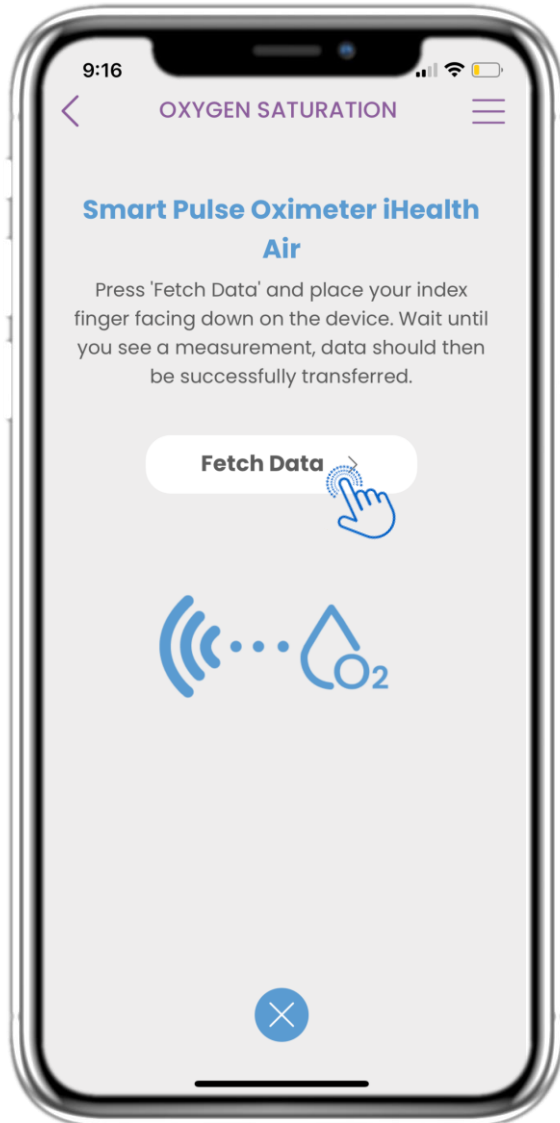 9:16
OXYGEN SATURATION
Smart Pulse Oximeter iHealth
Air
Press 'Fetch Data' and place your index
finger facing down on the device. Wait until
you see a measurement, data should then
be successfully transferred.
Fetch Data
O2